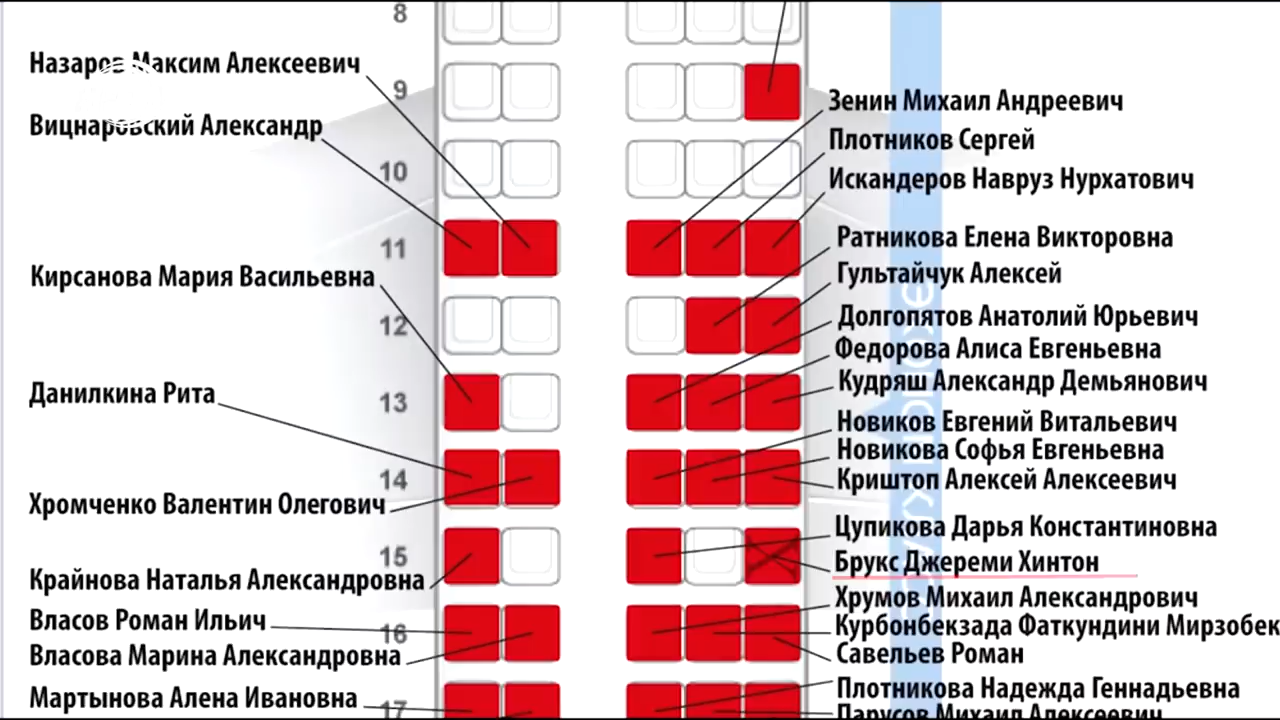 8
Назаров Максим Алексеевич
9
Зенин Михаил Андреевич
Вицнаровский Александр
Плотников Сергей
10
Искандеров Навруз Нурхатович
11
Ратникова Елена Викторовна
Кирсанова Мария Васильевна
Гультайчук Алексей
12
Долгопятов Анатолий Юрьевич
Федорова Алиса Евгеньевна
Данилкина Рита
13
Кудряш Александр Демьянович
Новиков Евгений Витальевич
Новикова Софья Евгеньевна
14
Криштоп Алексей Алексеевич
Хромченко Валентин Олегович
Цупикова Дарья Константиновна
15
Брукс Джереми Хинтон
Крайнова Наталья Александровна
Хрумов Михаил Александрович
Власов Роман Ильич
16
Курбонбекзада Фаткундини Мирзобек
Власова Марина Александровна
Савельев Роман
Мартынова Алена Ивановна
Плотникова Надежда Геннадьевна
17
Парусов Михаил Алексеевич